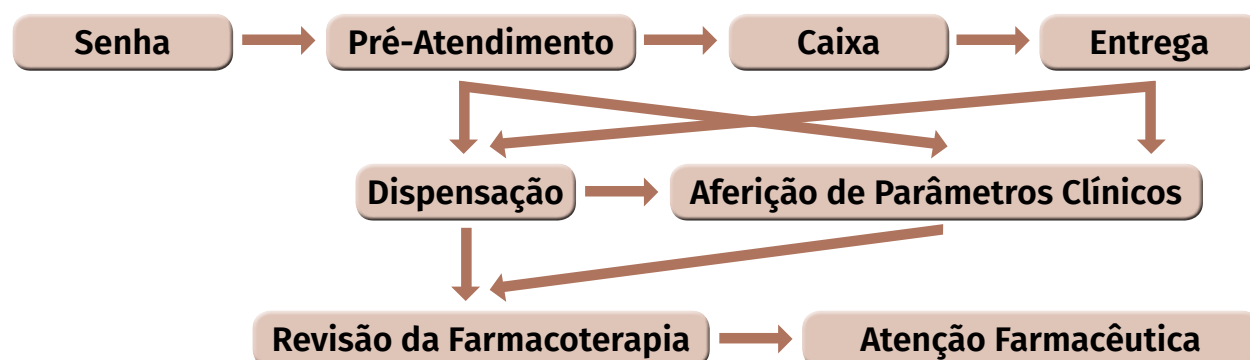 Senha
Pré-Atendimento
Caixa
Entrega
Dispensação
Aferição de Parâmetros Clínicos
Revisão da Farmacoterapia
Atenção Farmacêutica